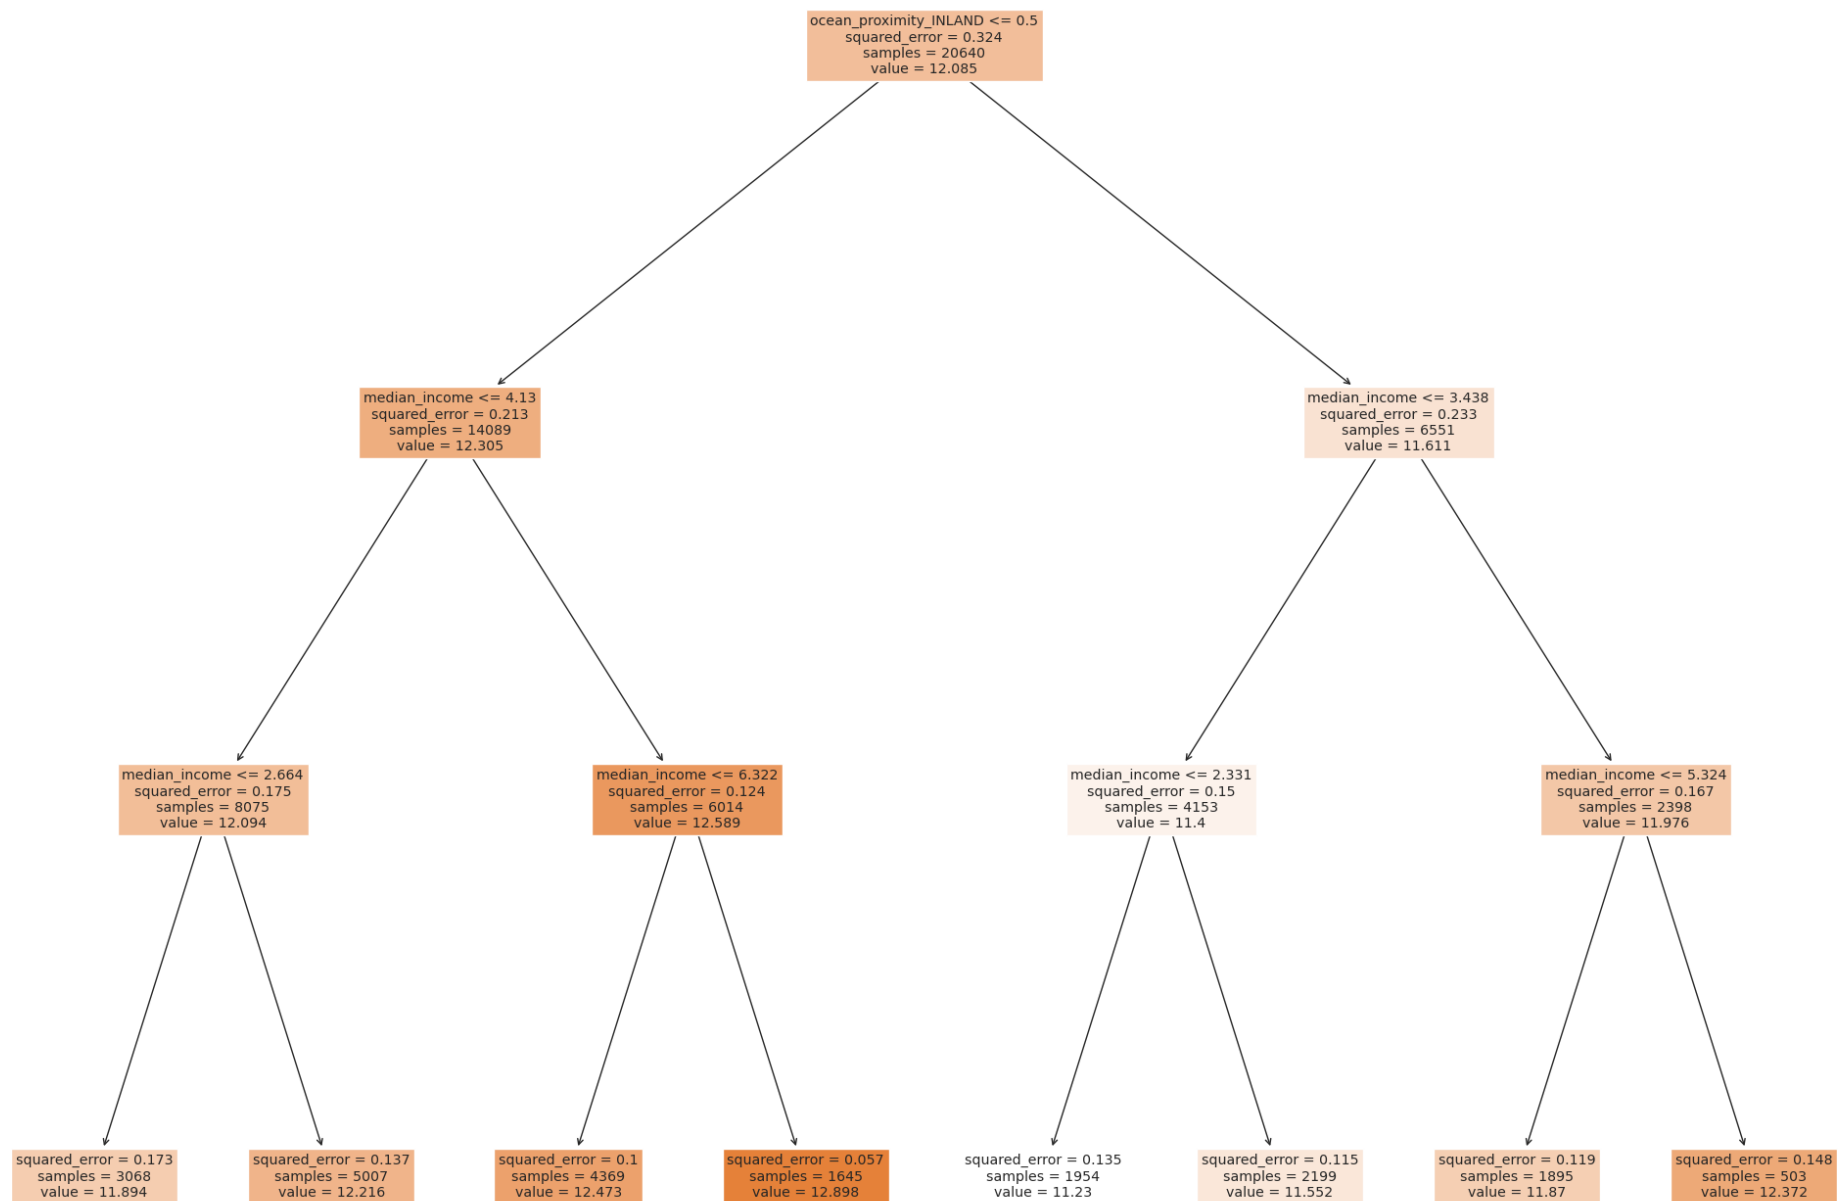 ocean_proximity_INLAND <= 0.5
squared_error = 0.324
samples = 20640
value = 12.085
median_income <= 4.13
squared_error = 0.213
samples = 14089
value = 12.305
median_income <= 3.438
squared_error = 0.233
samples = 6551
value = 11.611
median_income <= 2.664
squared_error = 0.175
samples = 8075
value = 12.094
median_income <= 6.322
squared_error = 0.124
samples = 6014
value = 12.589
median_income <= 2.331
squared_error = 0.15
samples = 4153
value = 11.4
median_income <= 5.324
squared_error = 0.167
samples = 2398
value = 11.976
squared_error = 0.173
samples = 3068
value = 11.894
squared_error = 0.137
samples = 5007
value = 12.216
squared_error = 0.1
samples = 4369
value = 12.473
squared_error = 0.057
samples = 1645
value = 12.898
squared_error = 0.135
samples = 1954
value = 11.23
squared_error = 0.115
samples = 2199
value = 11.552
squared_error = 0.119
samples = 1895
value = 11.87
squared_error = 0.148
samples = 503
value = 12.372